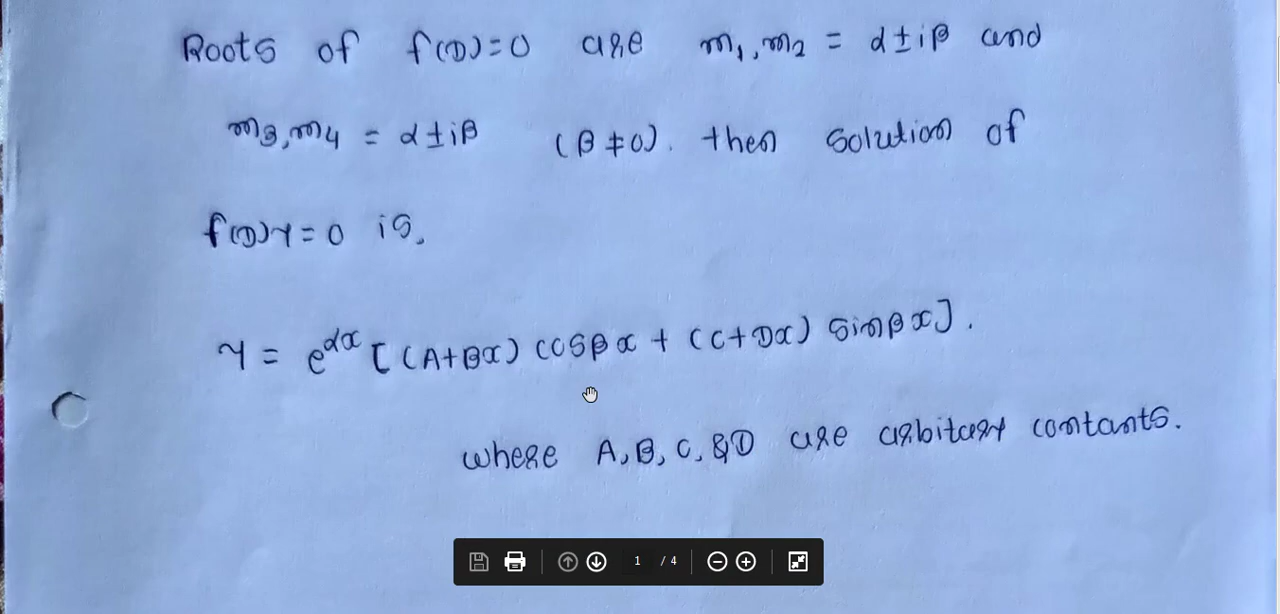 Roots of f(D)=0 are m₁,m₂ = α±iβ and
m₃,m₄ = α±iβ (β≠0). then solution of
f(D)y=0 is,
y = e^αx [(A+Bx) cosβx + (C+Dx) sinβx].
where A,B,C,&D are arbitary contants.
1 / 4